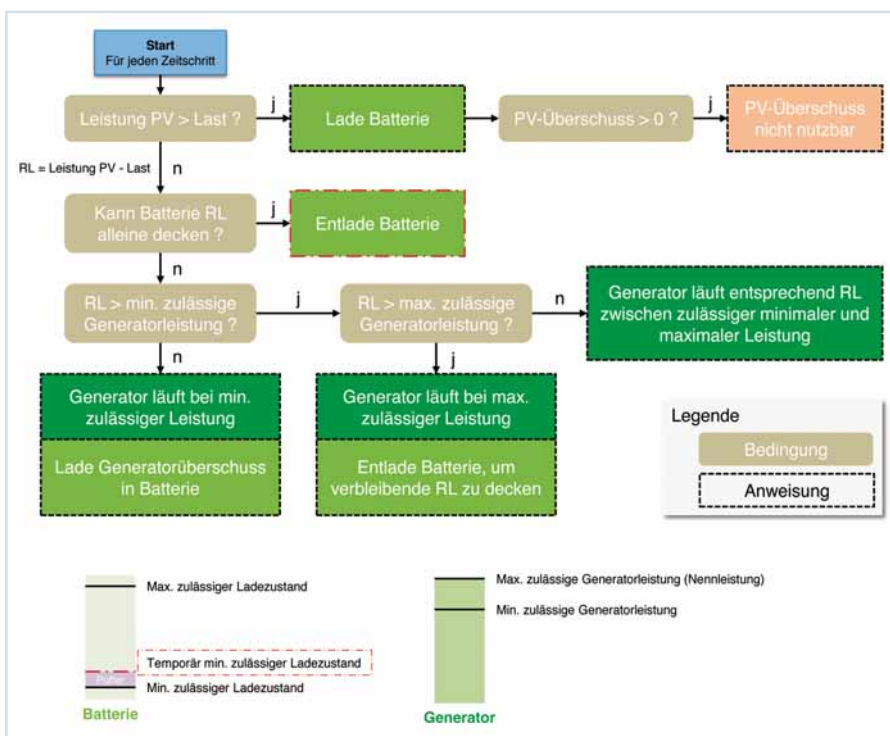 Start
Für jeden Zeitschritt
Leistung PV > Last ?
j
Lade Batterie
PV-Überschuss > 0 ?
j
PV-Überschuss
nicht nutzbar
RL = Leistung PV - Last
n
Kann Batterie RL
alleine decken ?
j
Entlade Batterie
n
RL > min. zulässige
Generatorleistung ?
j
RL > max. zulässige
Generatorleistung ?
n
Generator läuft entsprechend RL
zwischen zulässiger minimaler und
maximaler Leistung
n
j
Generator läuft bei min.
zulässiger Leistung
Lade Generatorüberschuss
in Batterie
Generator läuft bei max.
zulässiger Leistung
Entlade Batterie, um
verbleibende RL zu decken
Legende
Bedingung
Anweisung
Max. zulässiger Ladezustand
Temporär min. zulässiger Ladezustand
Puffer
Min. zulässiger Ladezustand
Batterie
Max. zulässige Generatorleistung (Nennleistung)
Min. zulässige Generatorleistung
Generator